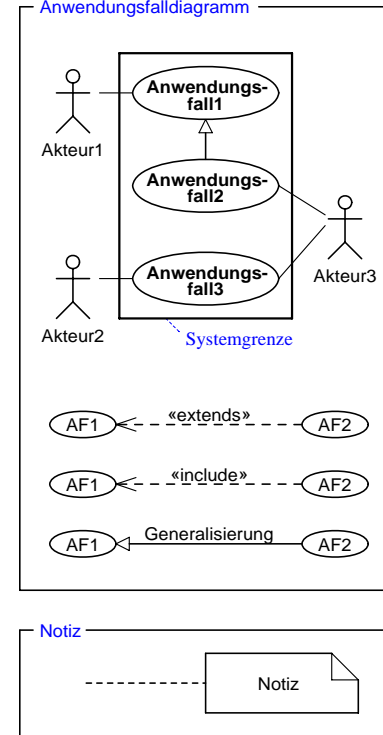 Anwendungsfalldiagramm
Anwendungs-
fall1
Akteur1
Anwendungs-
fall2
Akteur3
Anwendungs-
fall3
Akteur2
Systemgrenze
AF1 «extends» AF2
AF1 «include» AF2
AF1 Generalisierung AF2
Notiz
Notiz